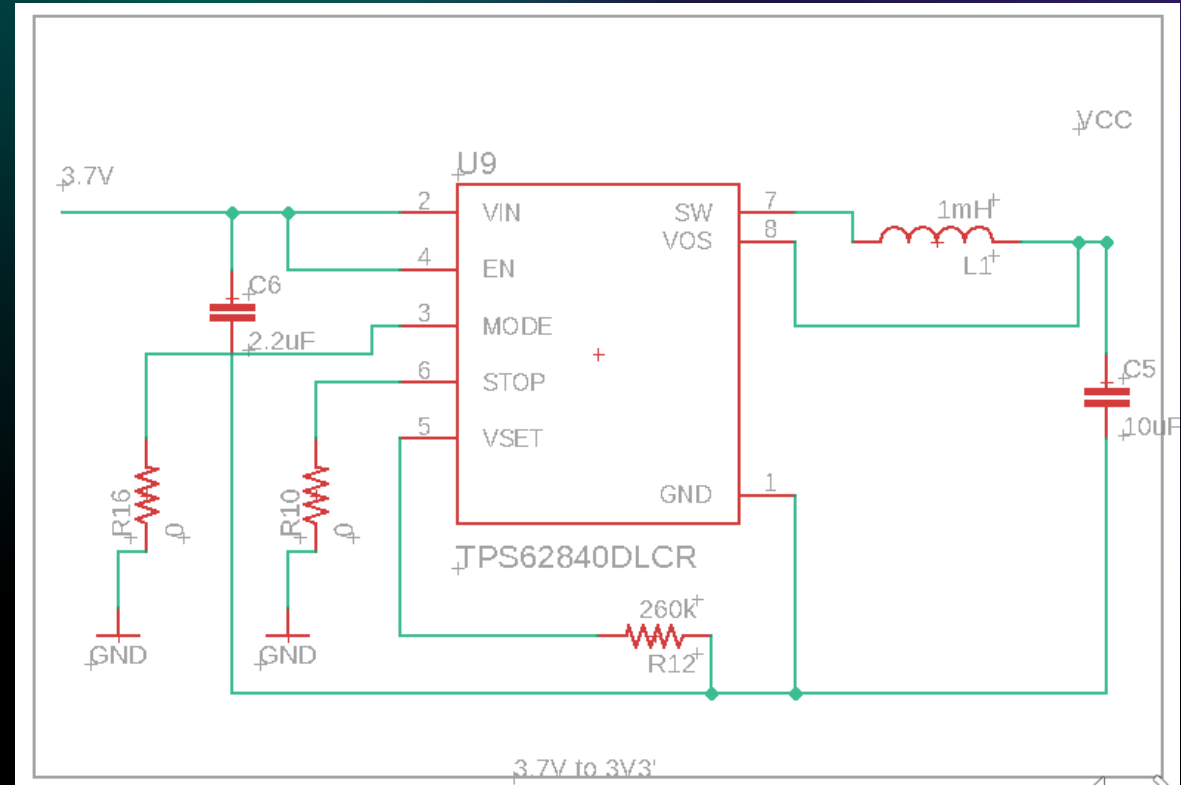 VCC
3.7V
U9
2
VIN
SW
7
1mH
VOS
8
L1
4
EN
C6
3
MODE
2.2uF
6
STOP
C5
5
VSET
10uF
R16
0
R10
0
GND
1
TPS62840DLCR
260k
R12
GND
GND
3.7V to 3V3'